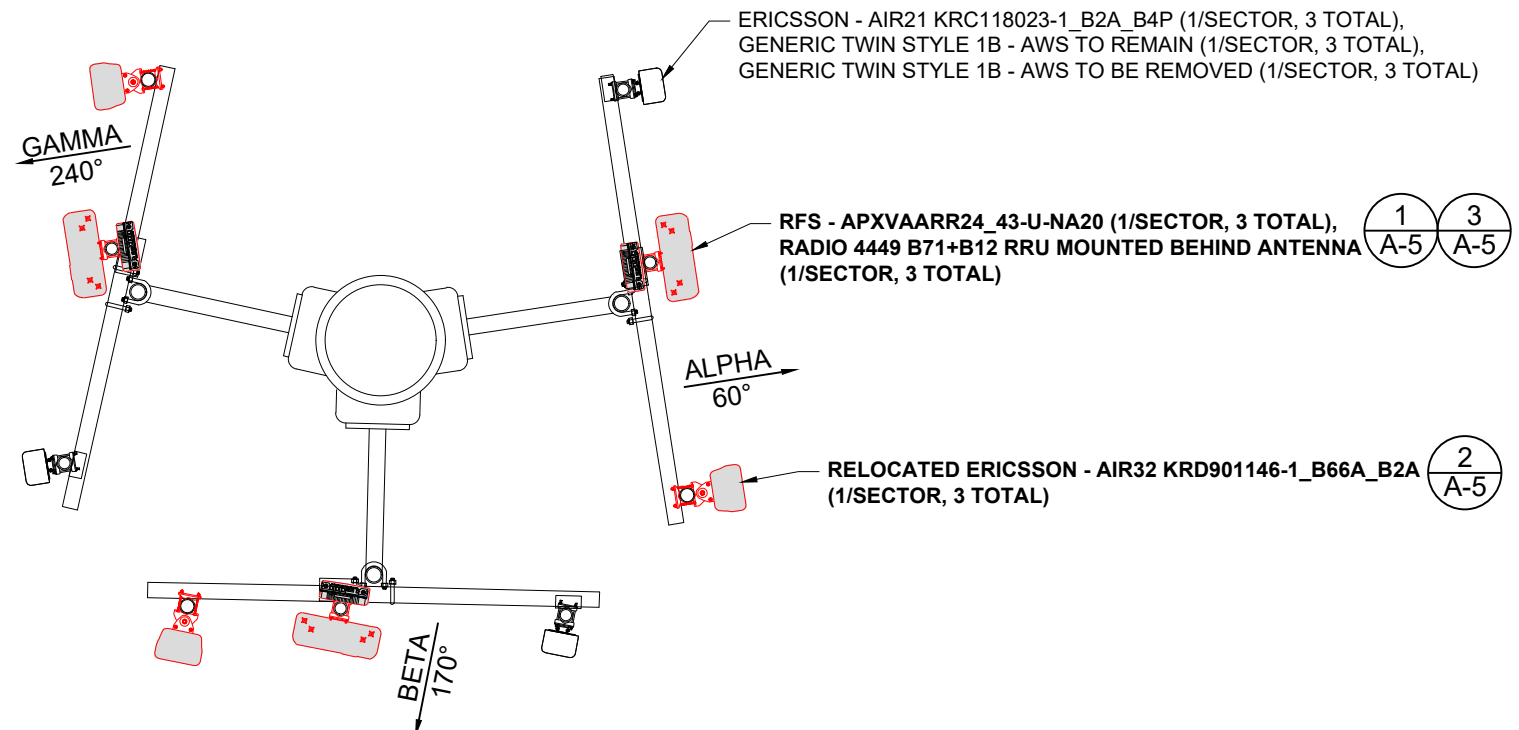 ERICSSON - AIR21 KRC118023-1_B2A_B4P (1/SECTOR, 3 TOTAL),
GENERIC TWIN STYLE 1B - AWS TO REMAIN (1/SECTOR, 3 TOTAL),
GENERIC TWIN STYLE 1B - AWS TO BE REMOVED (1/SECTOR, 3 TOTAL)
GAMMA
240°
RFS - APXVAARR24_43-U-NA20 (1/SECTOR, 3 TOTAL),
RADIO 4449 B71+B12 RRU MOUNTED BEHIND ANTENNA
(1/SECTOR, 3 TOTAL)
1
A-5
3
A-5
ALPHA
60°
RELOCATED ERICSSON - AIR32 KRD901146-1_B66A_B2A
(1/SECTOR, 3 TOTAL)
2
A-5
BETA
170°